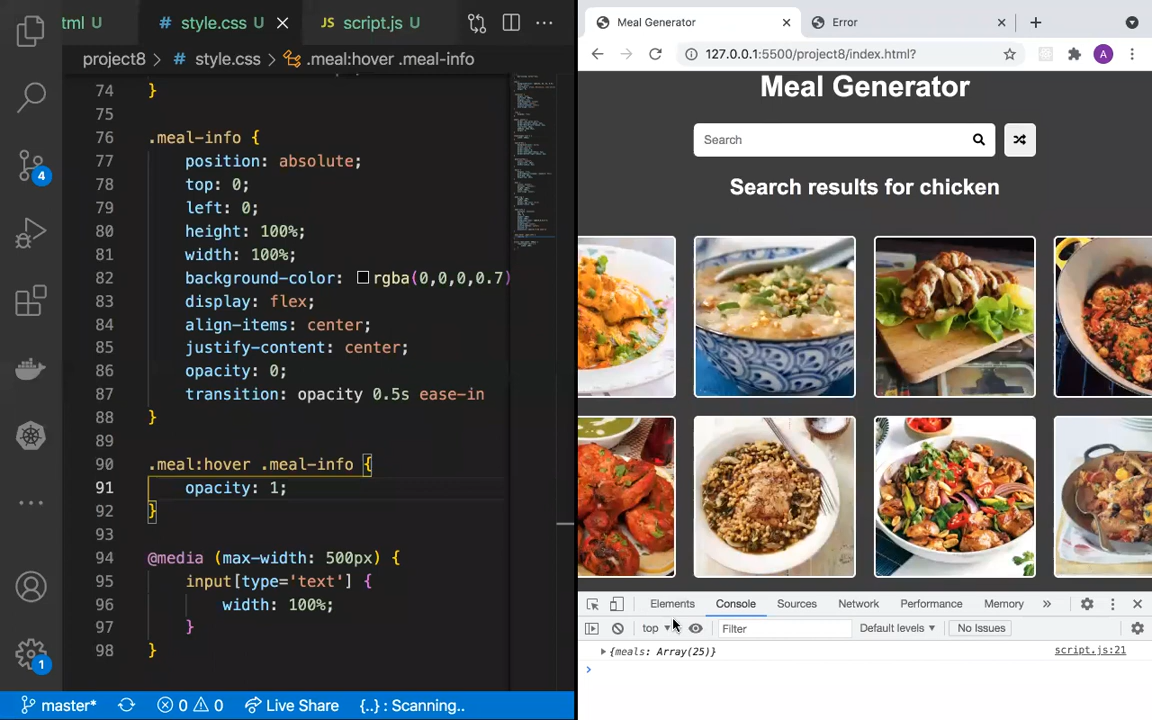 tml U
# style.css U
JS script.js U
project8 > # style.css > .meal:hover .meal-info
74 }
75
76 .meal-info {
77 position: absolute;
78 top: 0;
79 left: 0;
80 height: 100%;
81 width: 100%;
82 background-color: rgba(0,0,0,0.7)
83 display: flex;
84 align-items: center;
85 justify-content: center;
86 opacity: 0;
87 transition: opacity 0.5s ease-in
88 }
89
90 .meal:hover .meal-info {
91 opacity: 1;
92 }
93
94 @media (max-width: 500px) {
95 input[type='text'] {
96 width: 100%;
97 }
98 }
4
1
master* 0 0 Live Share {..} : Scanning..
Meal Generator
Error
127.0.0.1:5500/project8/index.html?
A
Meal Generator
Search
Search results for chicken
Elements Console Sources Network Performance Memory »
top Filter Default levels No Issues
{meals: Array(25)} script.js:21